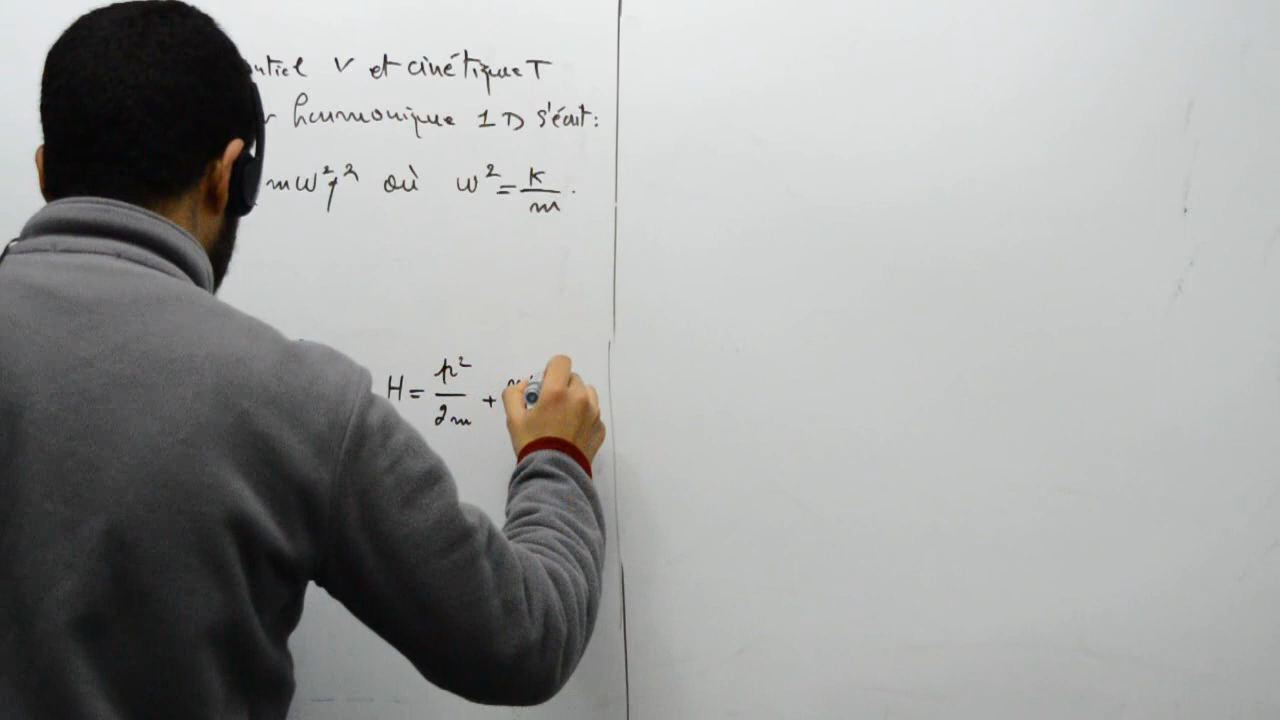 ntiel V et cinétique T
harmonique 1D s'écrit:
mω²q² où ω² = K/m.
H = p²/2m +